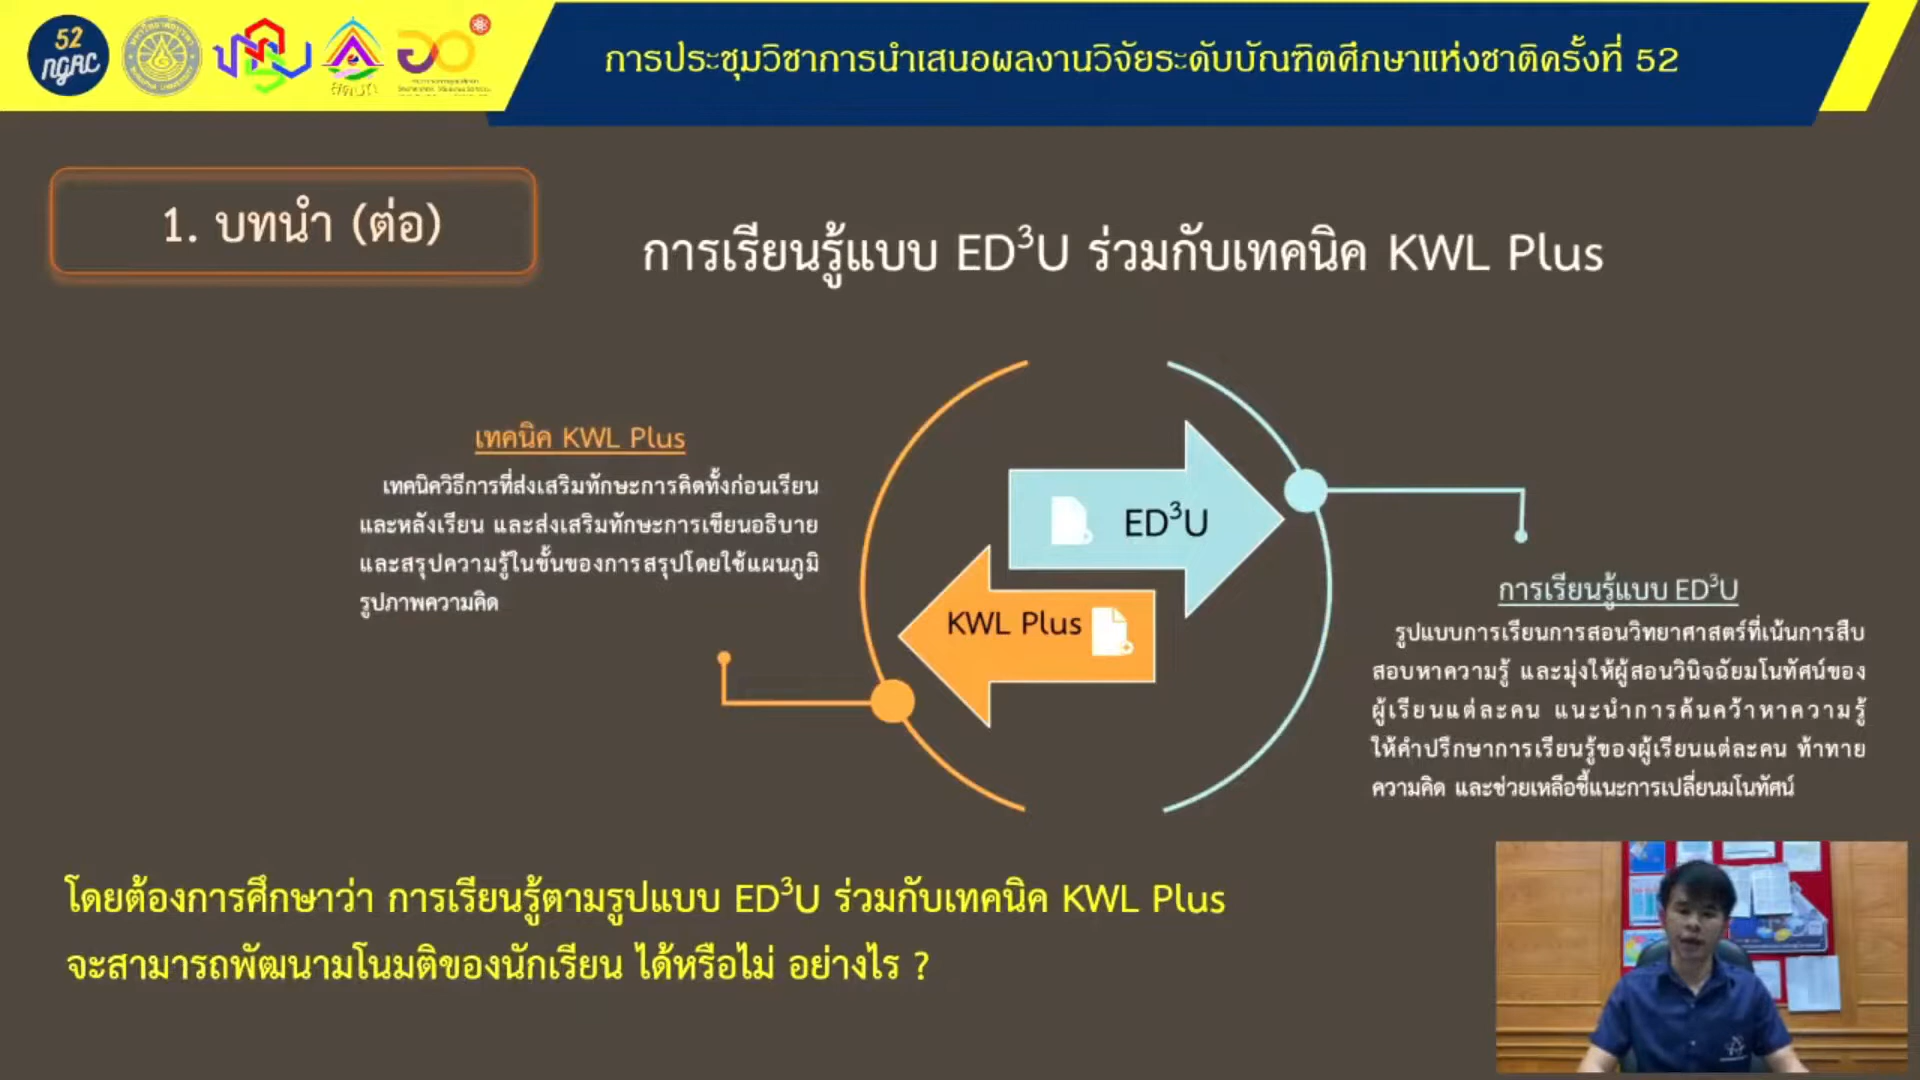 52
ngrc
การประชุมวิชาการนำเสนอผลงานวิจัยระดับบัณฑิตศึกษาแห่งชาติครั้งที่ 52
1. บทนำ (ต่อ)
การเรียนรู้แบบ ED³U ร่วมกับเทคนิค KWL Plus
เทคนิค KWL Plus
เทคนิควิธีการที่ส่งเสริมทักษะการคิดทั้งก่อนเรียน
และหลังเรียน และส่งเสริมทักษะการเขียนอธิบาย
และสรุปความรู้ในขั้นของการสรุปโดยใช้แผนภูมิ
รูปภาพความคิด
ED³U
KWL Plus
การเรียนรู้แบบ ED³U
รูปแบบการเรียนการสอนวิทยาศาสตร์ที่เน้นการสืบ
สอบหาความรู้ และมุ่งให้ผู้สอนวินิจฉัยมโนทัศน์ของ
ผู้เรียนแต่ละคน แนะนำการค้นคว้าหาความรู้
ให้คำปรึกษาการเรียนรู้ของผู้เรียนแต่ละคน ท้าทาย
ความคิด และช่วยเหลือชี้แนะการเปลี่ยนมโนทัศน์
โดยต้องการศึกษาว่า การเรียนรู้ตามรูปแบบ ED³U ร่วมกับเทคนิค KWL Plus
จะสามารถพัฒนามโนมติของนักเรียน ได้หรือไม่ อย่างไร ?